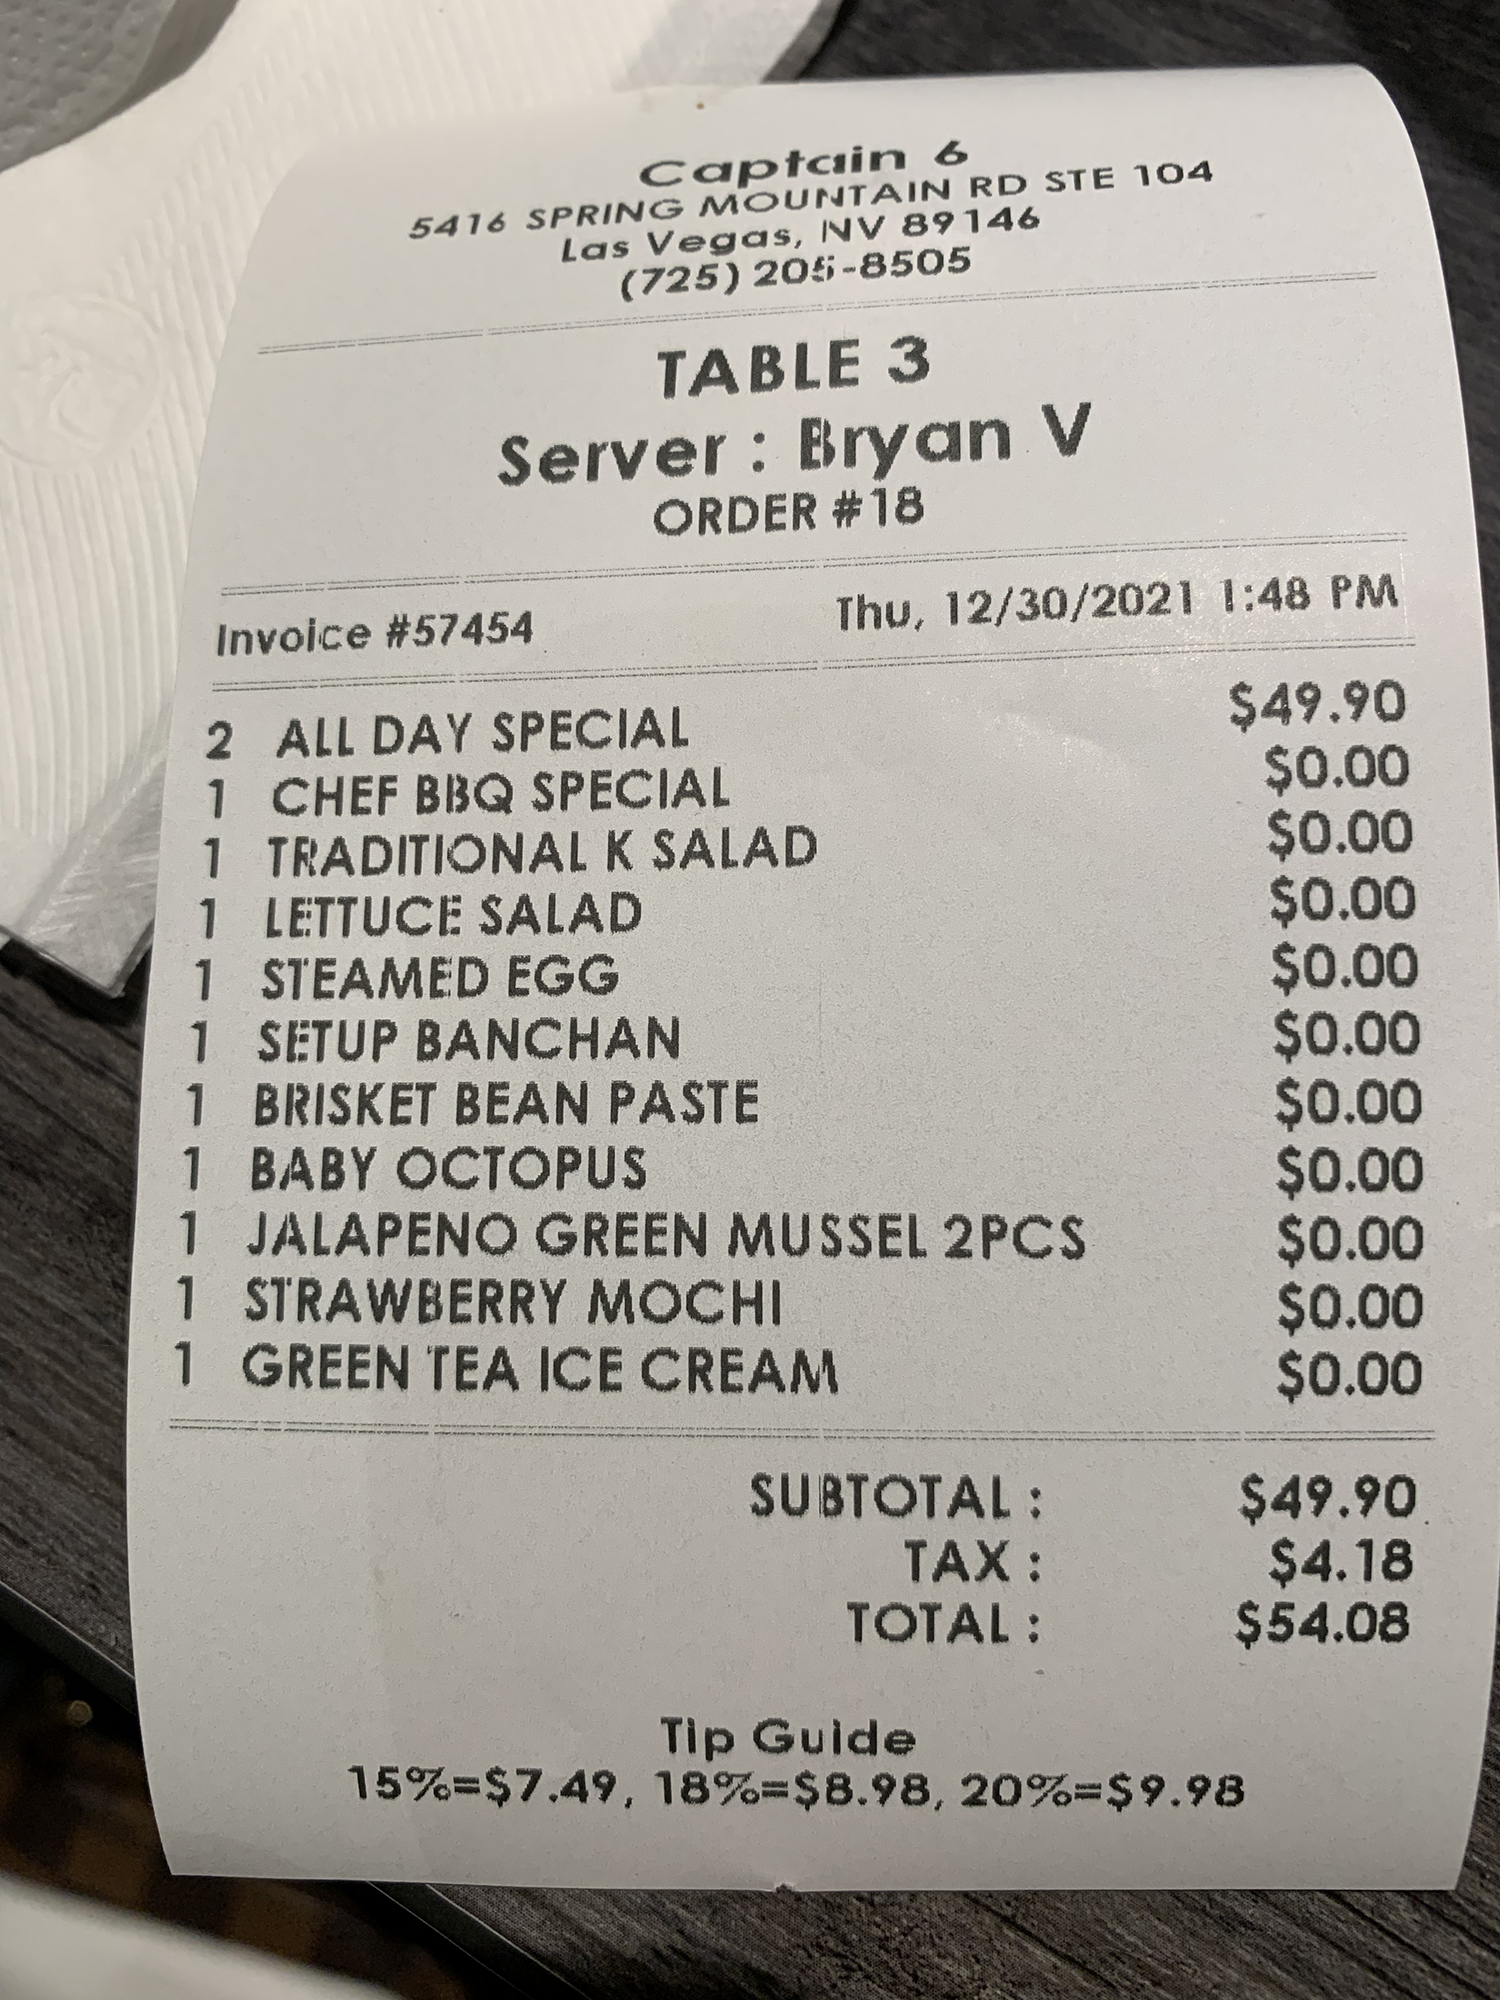 Captain 6
5416 SPRING MOUNTAIN RD STE 104
Las Vegas, NV 89146
(725) 205-8505
TABLE 3
Server : Bryan V
ORDER #18
Invoice #57454 Thu, 12/30/2021 1:48 PM
2 ALL DAY SPECIAL $49.90
1 CHEF BBQ SPECIAL $0.00
1 TRADITIONAL K SALAD $0.00
1 LETTUCE SALAD $0.00
1 STEAMED EGG $0.00
1 SETUP BANCHAN $0.00
1 BRISKET BEAN PASTE $0.00
1 BABY OCTOPUS $0.00
1 JALAPENO GREEN MUSSEL 2PCS $0.00
1 STRAWBERRY MOCHI $0.00
1 GREEN TEA ICE CREAM $0.00
SUBTOTAL : $49.90
TAX : $4.18
TOTAL : $54.08
Tip Guide
15%=$7.49, 18%=$8.98, 20%=$9.98